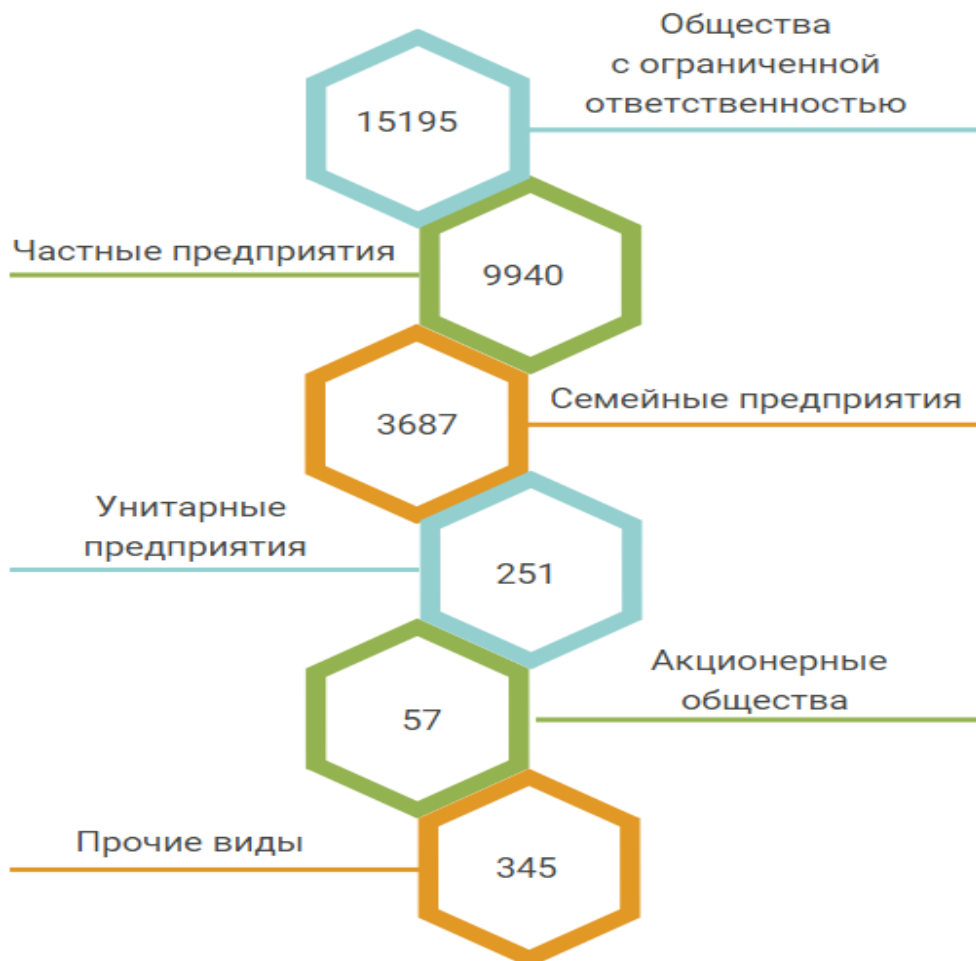 Общества
с ограниченной
ответственностью
15195
Частные предприятия
9940
Семейные предприятия
3687
Унитарные
предприятия
251
Акционерные
общества
57
Прочие виды
345